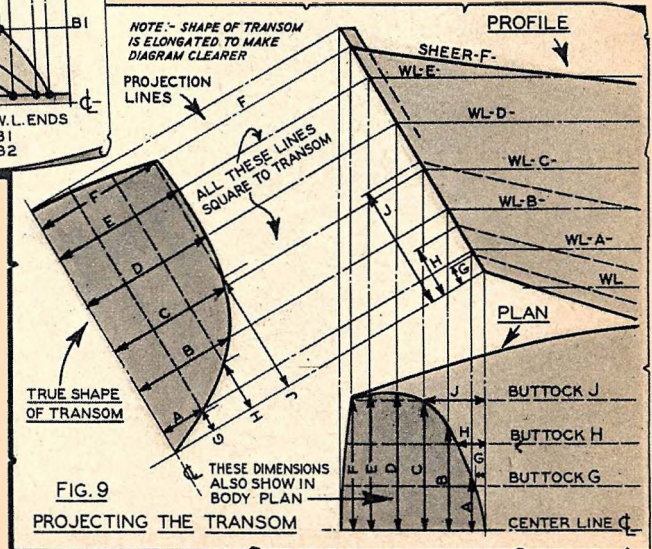 B1
℄
W.L. ENDS
B1
B2
NOTE:- SHAPE OF TRANSOM
IS ELONGATED TO MAKE
DIAGRAM CLEARER
PROJECTION
LINES
F
ALL THESE LINES
SQUARE TO TRANSOM
PROFILE
SHEER-F-
WL-E-
WL-D-
WL-C-
WL-B-
WL-A-
WL
J
H
G
F
E
D
C
B
A
G
H
J
TRUE SHAPE
OF TRANSOM
℄
PLAN
J
BUTTOCK J
H
BUTTOCK H
G
BUTTOCK G
F
E
D
C
B
A
CENTER LINE ℄
THESE DIMENSIONS
ALSO SHOW IN
BODY PLAN
FIG. 9
PROJECTING THE TRANSOM